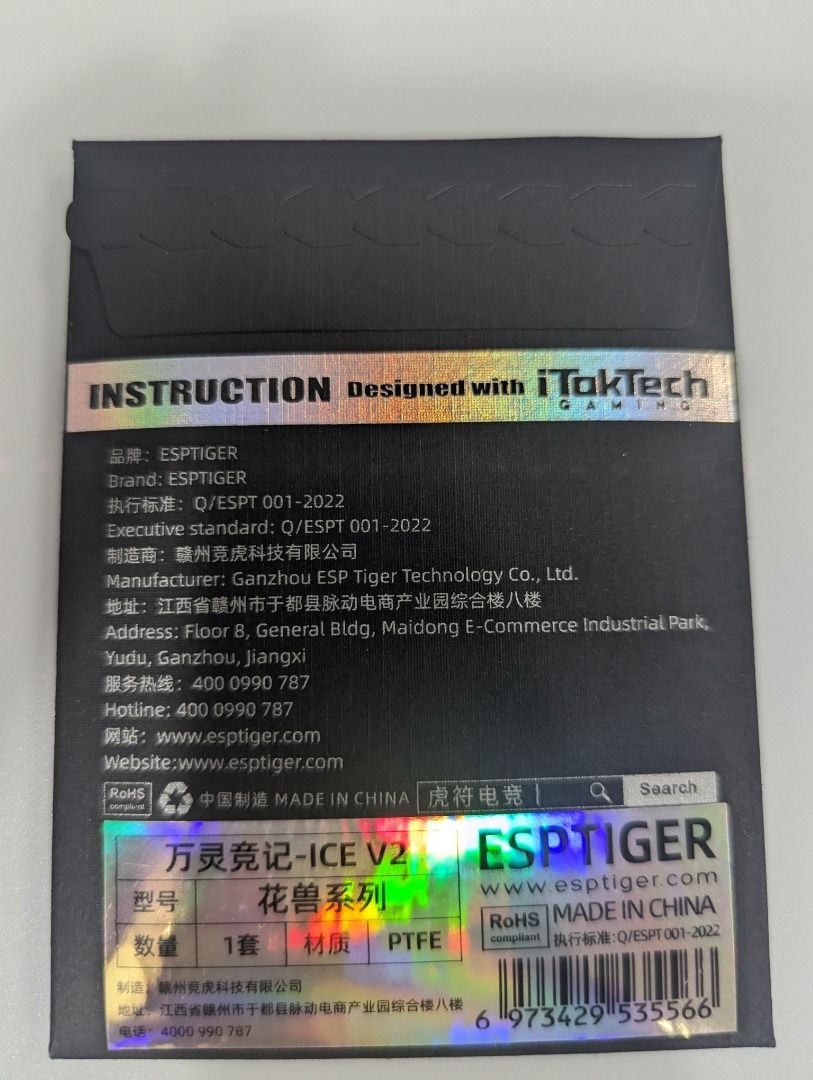 INSTRUCTION Designed with iTakTech
GAMING
品牌：ESPTIGER
Brand: ESPTIGER
执行标准：Q/ESPT 001-2022
Executive standard: Q/ESPT 001-2022
制造商：赣州竞虎科技有限公司
Manufacturer: Ganzhou ESP Tiger Technology Co., Ltd.
地址：江西省赣州市于都县脉动电商产业园综合楼八楼
Address: Floor 8, General Bldg, Maidong E-Commerce Industrial Park,
Yudu, Ganzhou, Jiangxi
服务热线：400 0990 787
Hotline: 400 0990 787
网站：www.esptiger.com
Website:www.esptiger.com
RoHS
compliant
中国制造 MADE IN CHINA
虎符电竞 Search
万灵竞记-ICE V2
型号 花兽系列
数量 1套 材质 PTFE
制造：赣州竞虎科技有限公司
地址：江西省赣州市于都县脉动电商产业园综合楼八楼
电话：4000 990 787
ESPTIGER
www.esptiger.com
RoHS
compliant
MADE IN CHINA
执行标准:Q/ESPT 001-2022
6 973429 535566